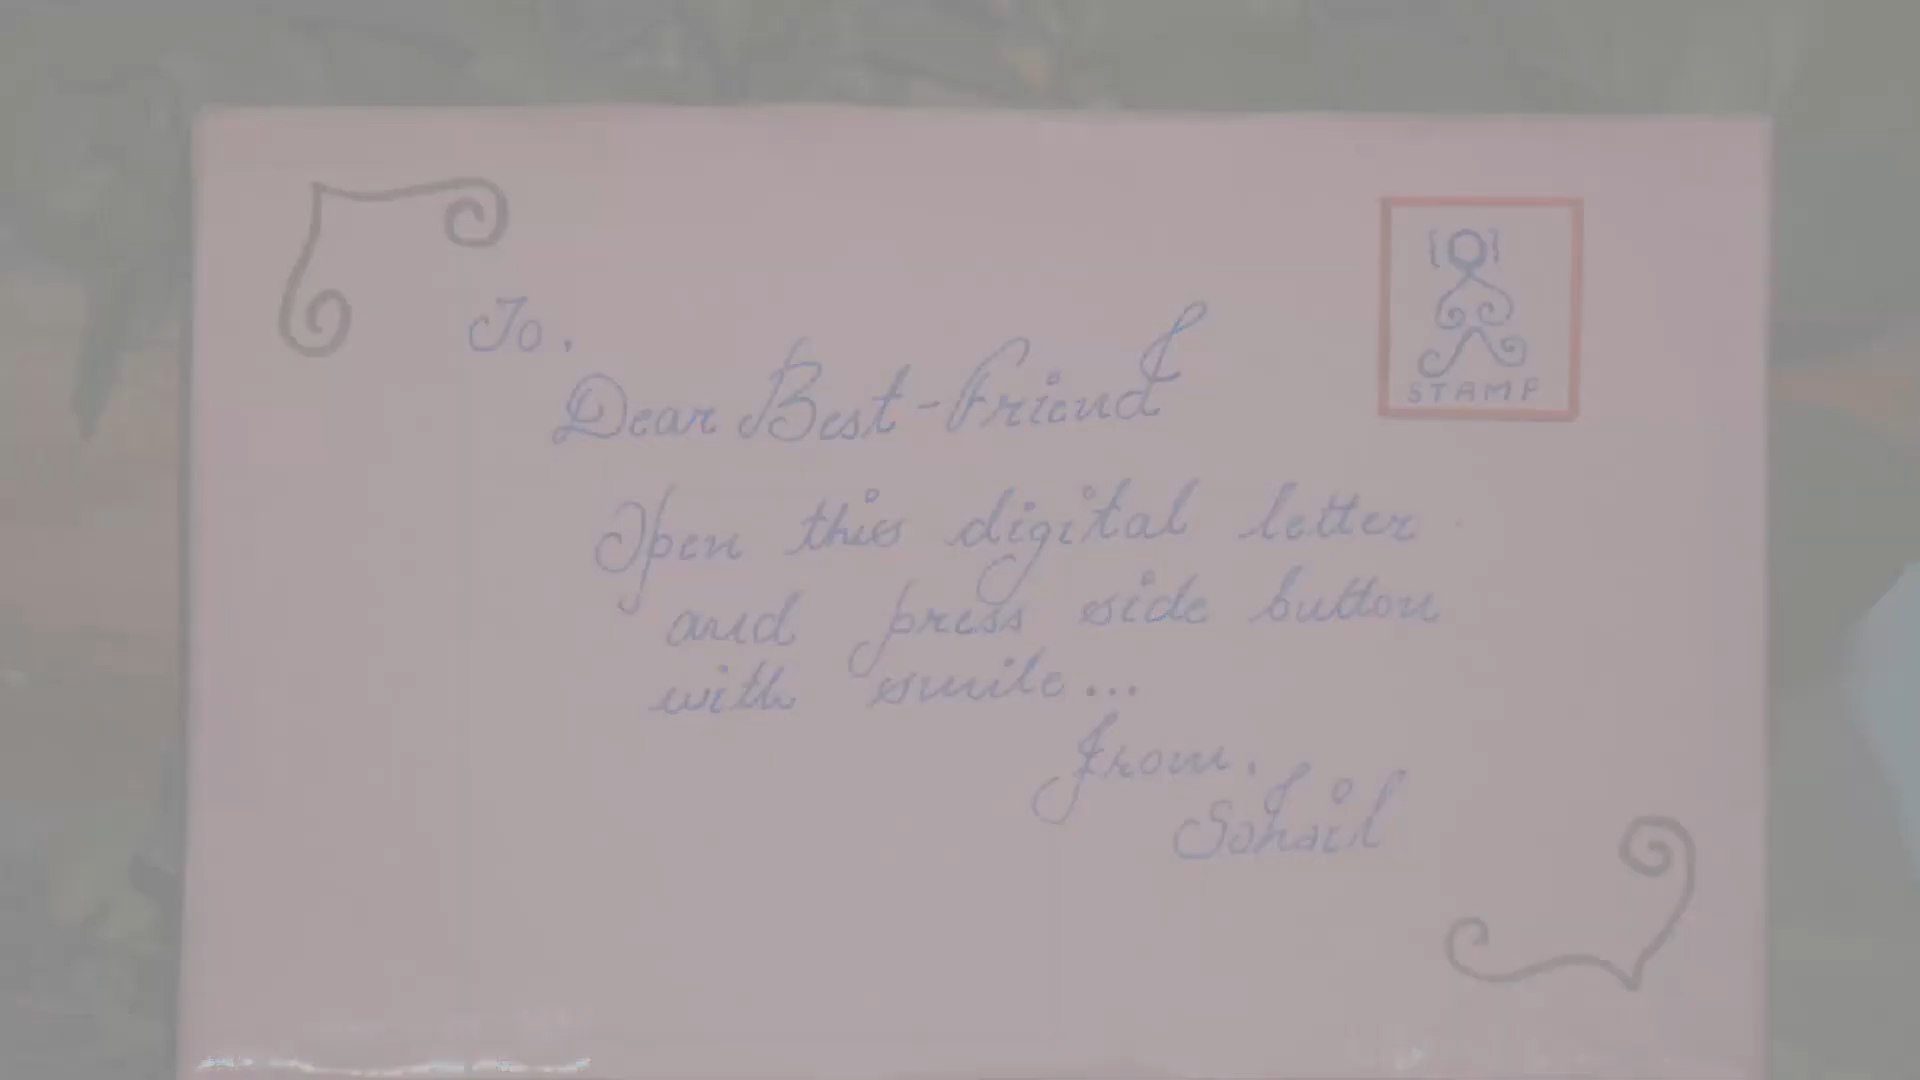 To,
Dear Best-Friend
Open this digital letter
and press side button
with smile...
From,
Sohail
STAMP